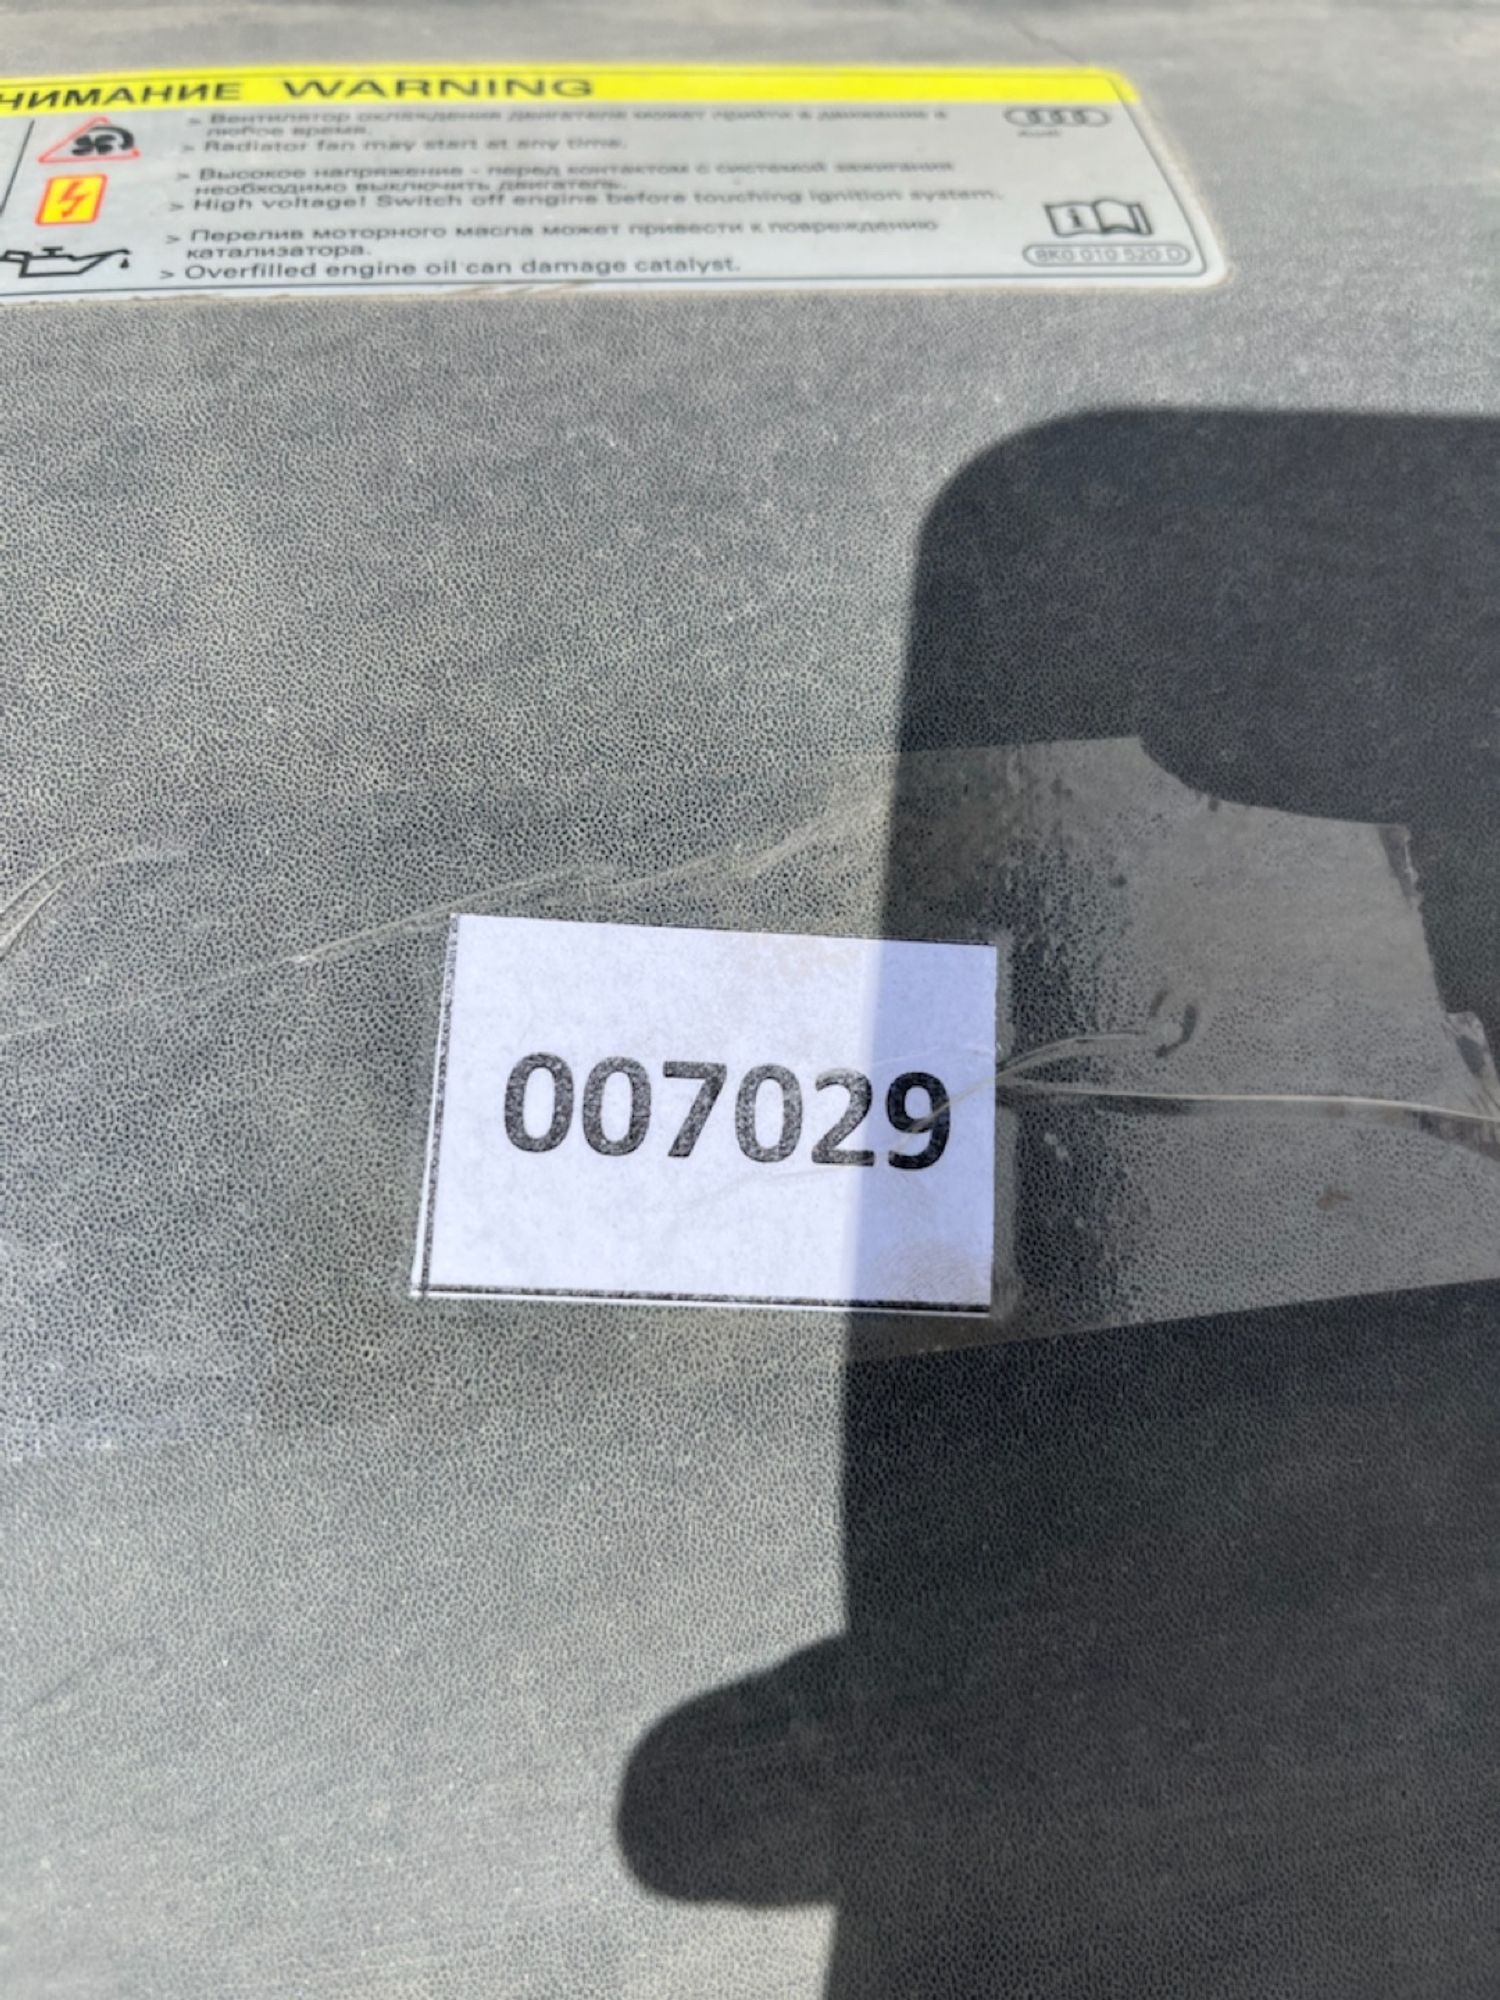 НИМАНИЕ WARNING
> Вентилятор охлаждения двигателя может прийти в движение в
любое время.
> Radiator fan may start at any time.
> Высокое напряжение - перед контактом с системой зажигания
необходимо выключить двигатель.
> High voltage! Switch off engine before touching ignition system.
> Перелив моторного масла может привести к повреждению
катализатора.
> Overfilled engine oil can damage catalyst.
Audi
8K0 010 520 D
007029